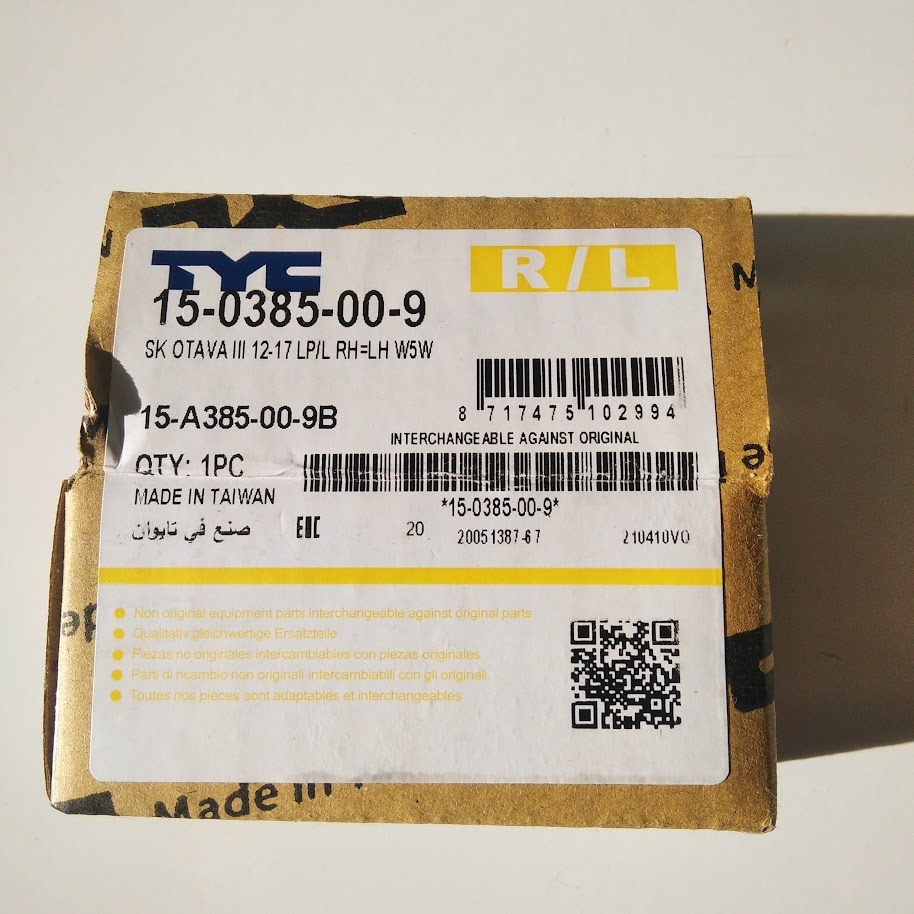 TYC
R/L
15-0385-00-9
SK OTAVA III 12-17 LP/L RH=LH W5W
8 717475 102994
15-A385-00-9B
INTERCHANGEABLE AGAINST ORIGINAL
QTY: 1PC
MADE IN TAIWAN
*15-0385-00-9*
صنع في تايوان
EAC
20
20051387-67
210410VO
Non original equipment parts interchangeable against original parts
Qualitativ gleichwertige Ersatzteile
Piezas no originales intercambiables con piezas originales
Parti di ricambio non originali intercambiabili con gli originali.
Toutes nos pièces sont adaptables et interchangeables
Made in